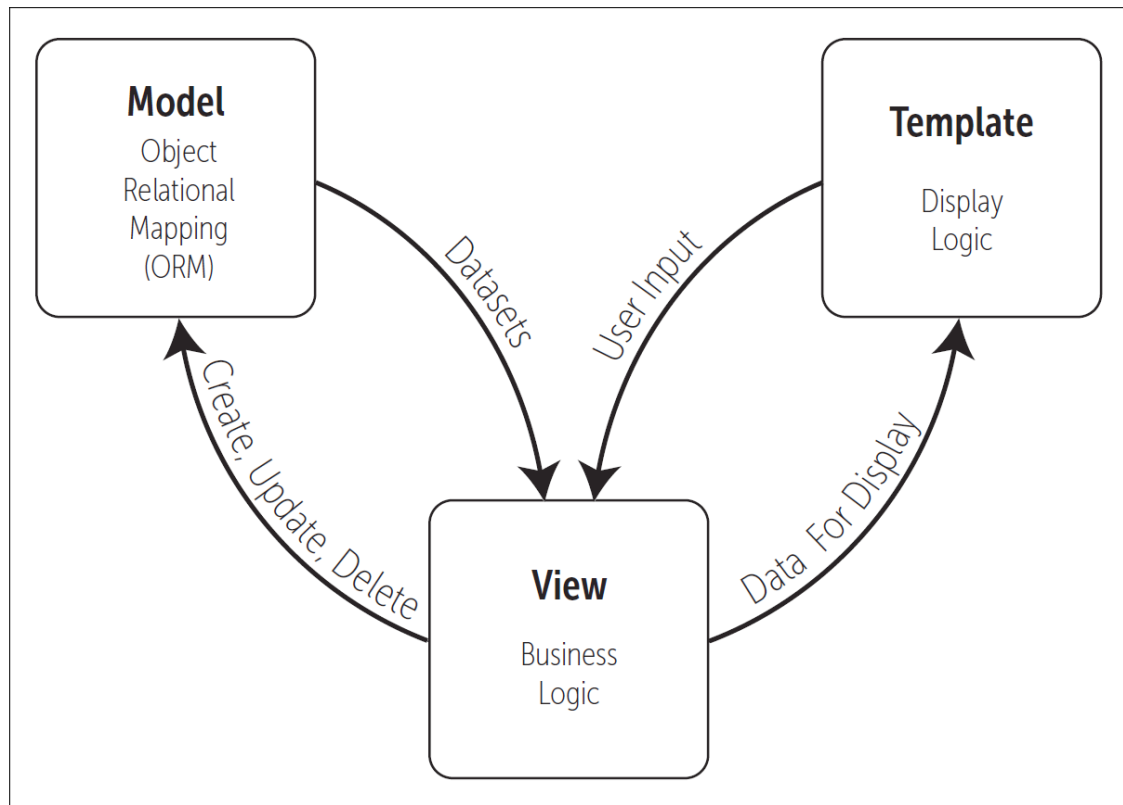 Model
Object
Relational
Mapping
(ORM)
Template
Display
Logic
Datasets
User Input
Create, Update, Delete
Data For Display
View
Business
Logic